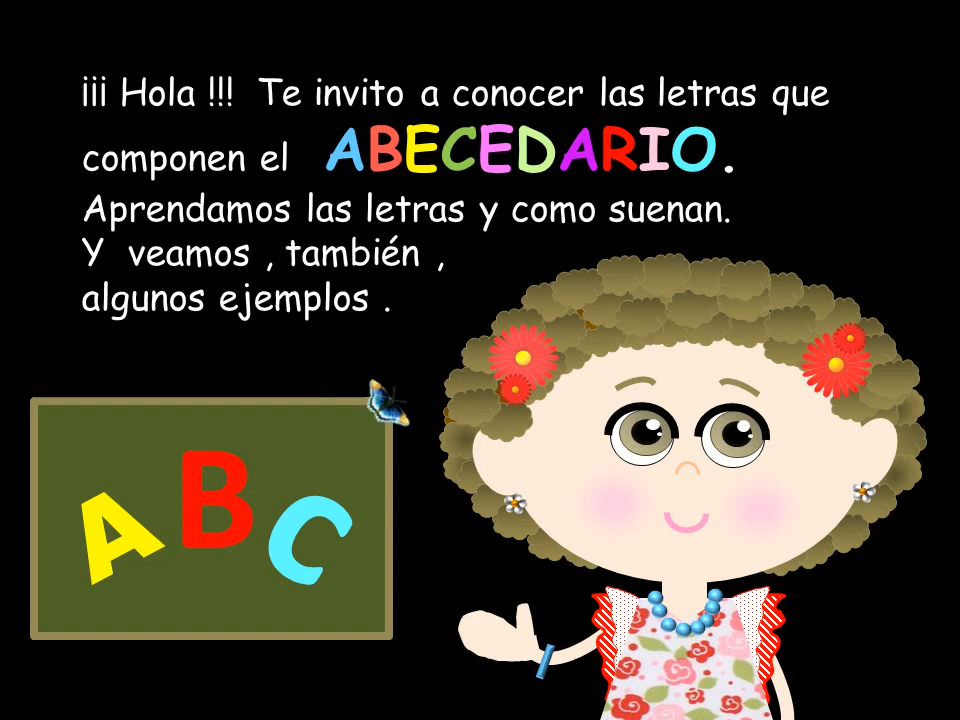 ¡¡¡ Hola !!! Te invito a conocer las letras que
componen el ABECEDARIO.
Aprendamos las letras y como suenan.
Y veamos , también ,
algunos ejemplos .
A B C